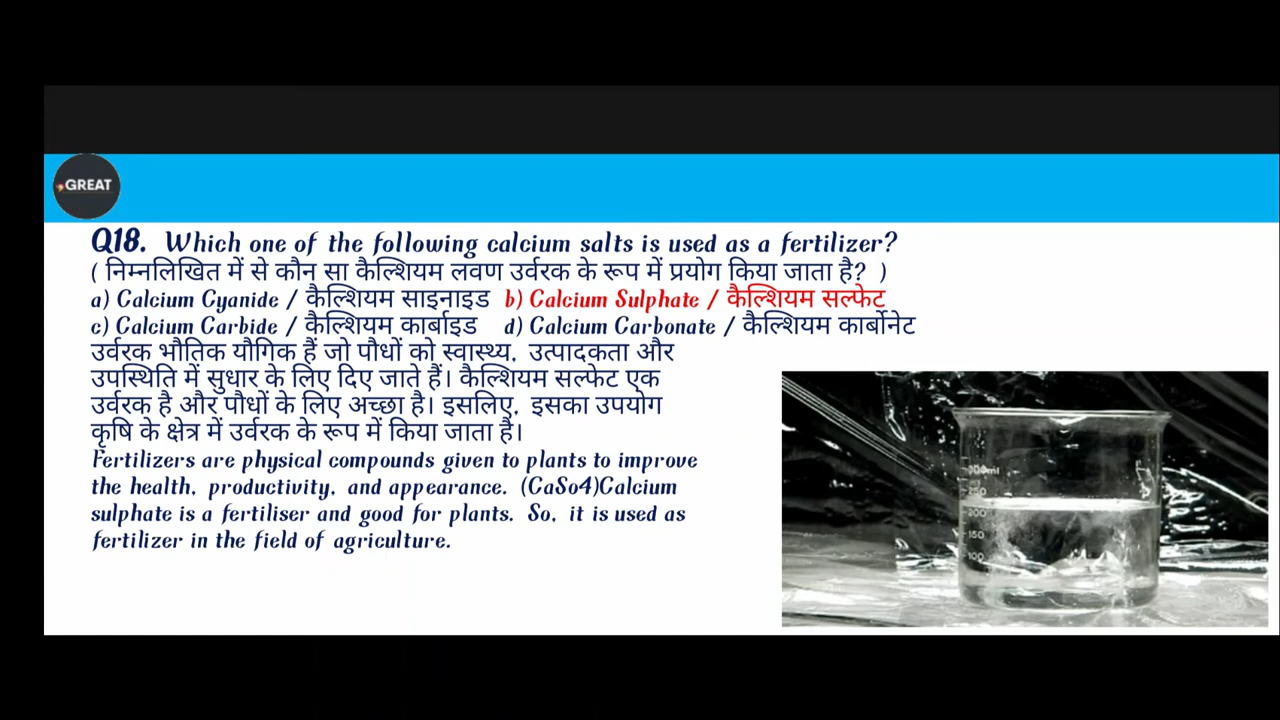 GREAT
Q18. Which one of the following calcium salts is used as a fertilizer?
( निम्नलिखित में से कौन सा कैल्शियम लवण उर्वरक के रूप में प्रयोग किया जाता है? )
a) Calcium Cyanide / कैल्शियम साइनाइड b) Calcium Sulphate / कैल्शियम सल्फेट
c) Calcium Carbide / कैल्शियम कार्बाइड d) Calcium Carbonate / कैल्शियम कार्बोनेट
उर्वरक भौतिक यौगिक हैं जो पौधों को स्वास्थ्य, उत्पादकता और
उपस्थिति में सुधार के लिए दिए जाते हैं। कैल्शियम सल्फेट एक
उर्वरक है और पौधों के लिए अच्छा है। इसलिए, इसका उपयोग
कृषि के क्षेत्र में उर्वरक के रूप में किया जाता है।
Fertilizers are physical compounds given to plants to improve
the health, productivity, and appearance. (CaSo4)Calcium
sulphate is a fertiliser and good for plants. So, it is used as
fertilizer in the field of agriculture.
200
150
100